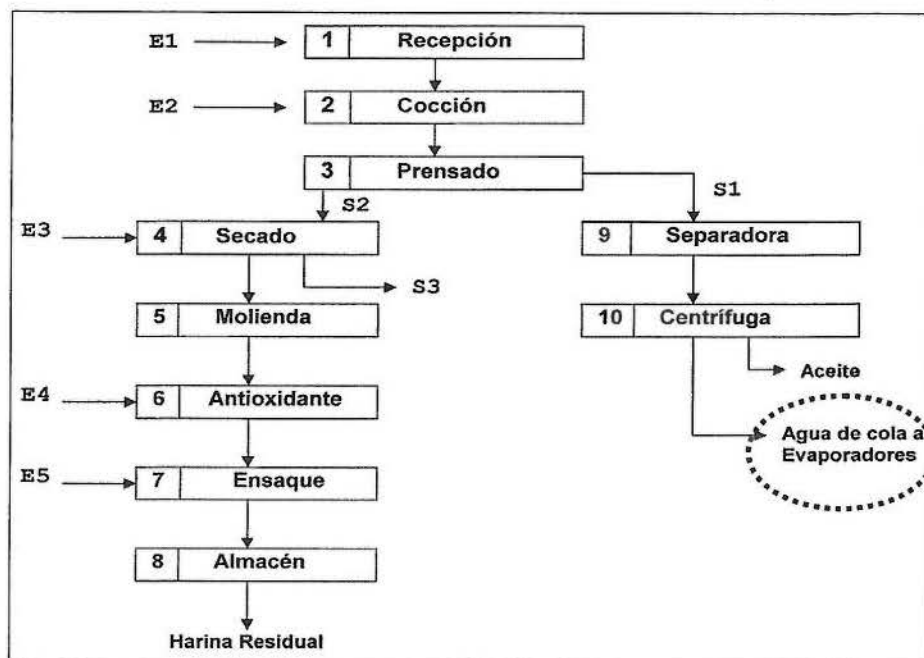 E1
1 Recepción
E2
2 Cocción
3 Prensado
S1
S2
E3
4 Secado
9 Separadora
S3
5 Molienda
10 Centrífuga
Aceite
E4
6 Antioxidante
Agua de cola a
Evaporadores
E5
7 Ensaque
8 Almacén
Harina Residual